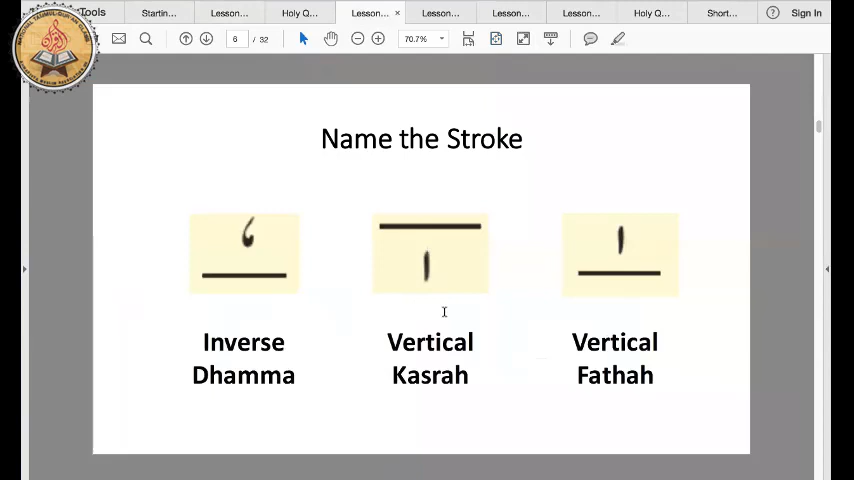 Tools
Startin...
Lesson...
Holy Q...
Lesson...
Lesson...
Lesson...
Lesson...
Holy Q...
Short...
Sign In
6 / 32
70.7%
Name the Stroke
Inverse
Dhamma
Vertical
Kasrah
Vertical
Fathah